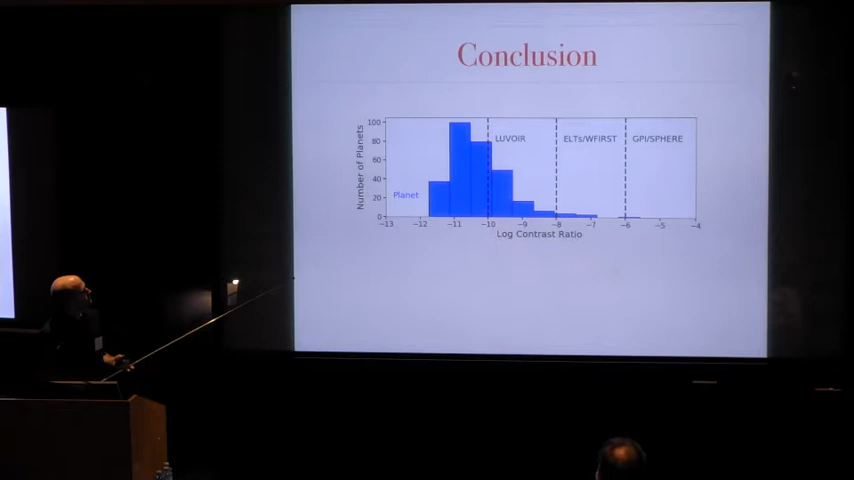 Conclusion
Number of Planets
100
80
60
40
20
0
LUVOIR
ELTs/WFIRST
GPI/SPHERE
Planet
−13
−12
−11
−10
−9
−8
−7
−6
−5
−4
Log Contrast Ratio